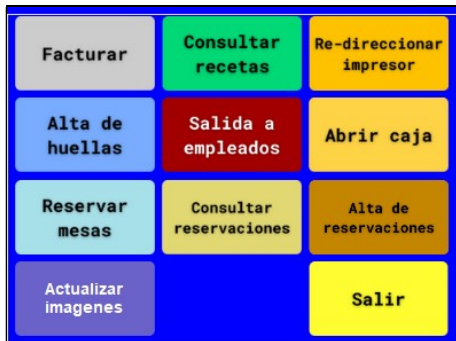 Facturar
Consultar
recetas
Re-direccionar
impresor
Alta de
huellas
Salida a
empleados
Abrir caja
Reservar
mesas
Consultar
reservaciones
Alta de
reservaciones
Actualizar
imagenes
Salir